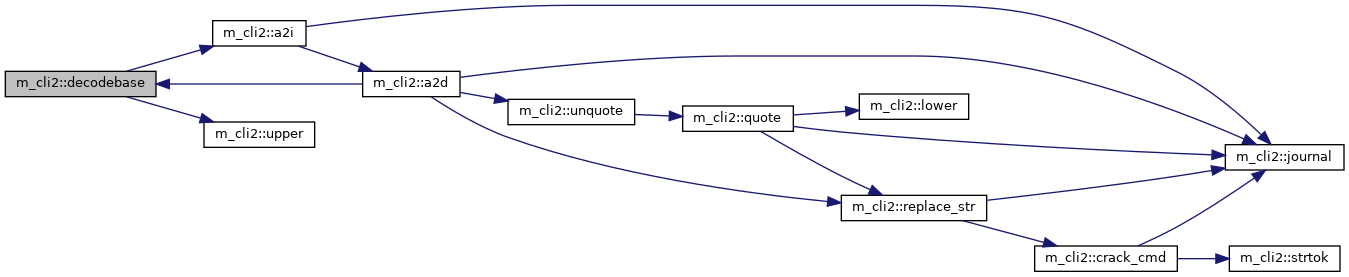 m_cli2::decodebase
m_cli2::a2i
m_cli2::upper
m_cli2::a2d
m_cli2::unquote
m_cli2::quote
m_cli2::lower
m_cli2::replace_str
m_cli2::crack_cmd
m_cli2::journal
m_cli2::strtok